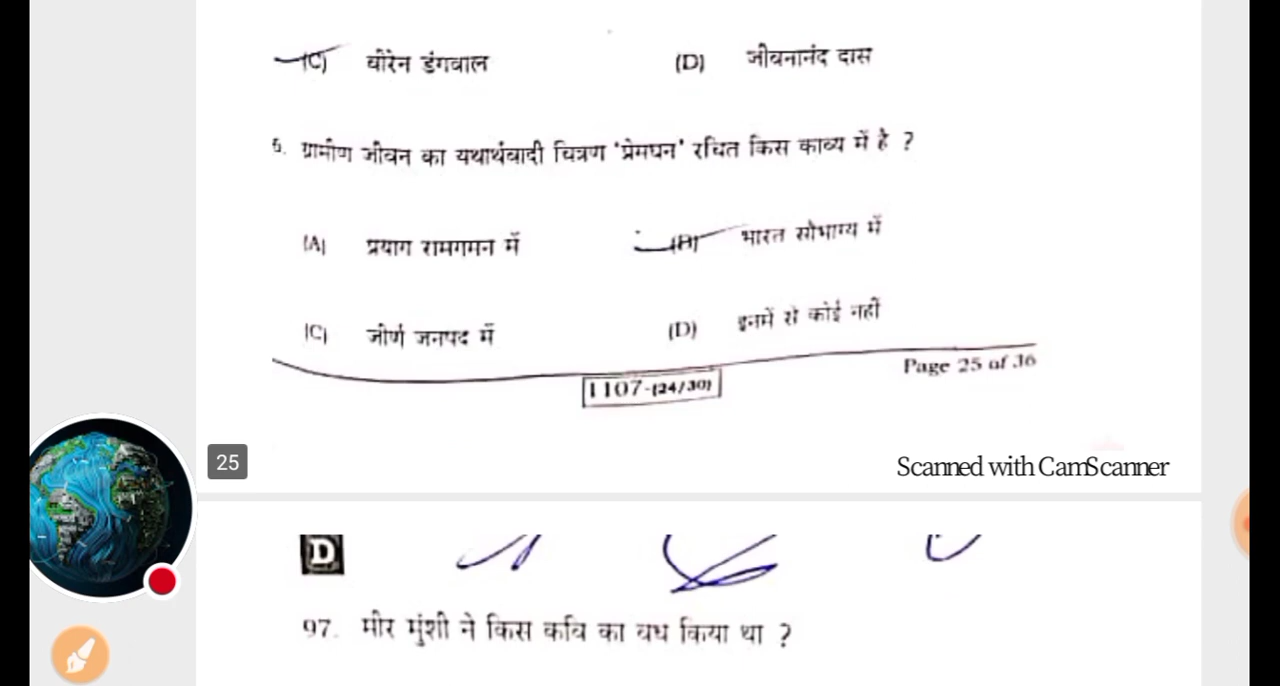 (C) वीरेन डंगवाल (D) जीवनानंद दास
6. ग्रामीण जीवन का यथार्थवादी चित्रण 'प्रेमघन' रचित किस काव्य में है ?
(A) प्रयाग रामगमन में (B) भारत सौभाग्य में
(C) जीर्ण जनपद में (D) इनमें से कोई नहीं
1107-(24/30) Page 25 of 36
25
Scanned with CamScanner
D
97. मीर मुंशी ने किस कवि का वध किया था ?